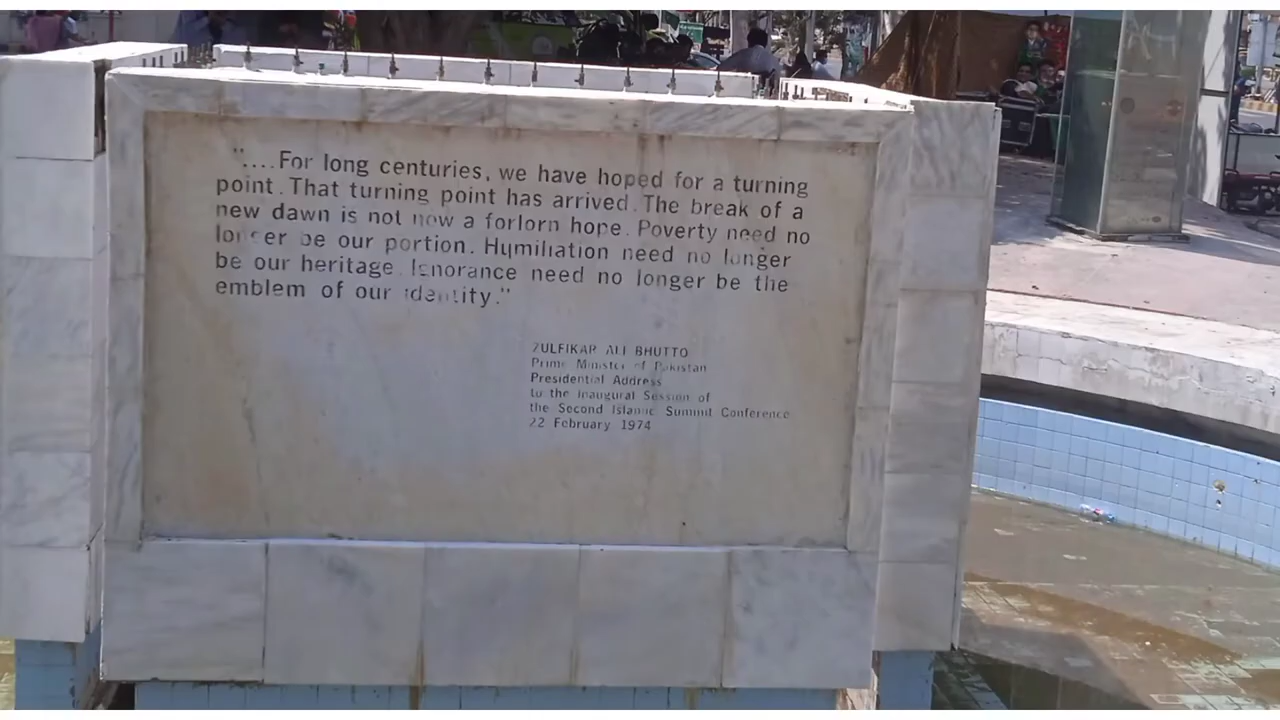 "....For long centuries, we have hoped for a turning
point. That turning point has arrived. The break of a
new dawn is not now a forlorn hope. Poverty need no
longer be our portion. Humiliation need no longer
be our heritage. Ignorance need no longer be the
emblem of our identity."
ZULFIKAR ALI BHUTTO
Prime Minister of Pakistan
Presidential Address
to the Inaugural Session of
the Second Islamic Summit Conference
22 February 1974